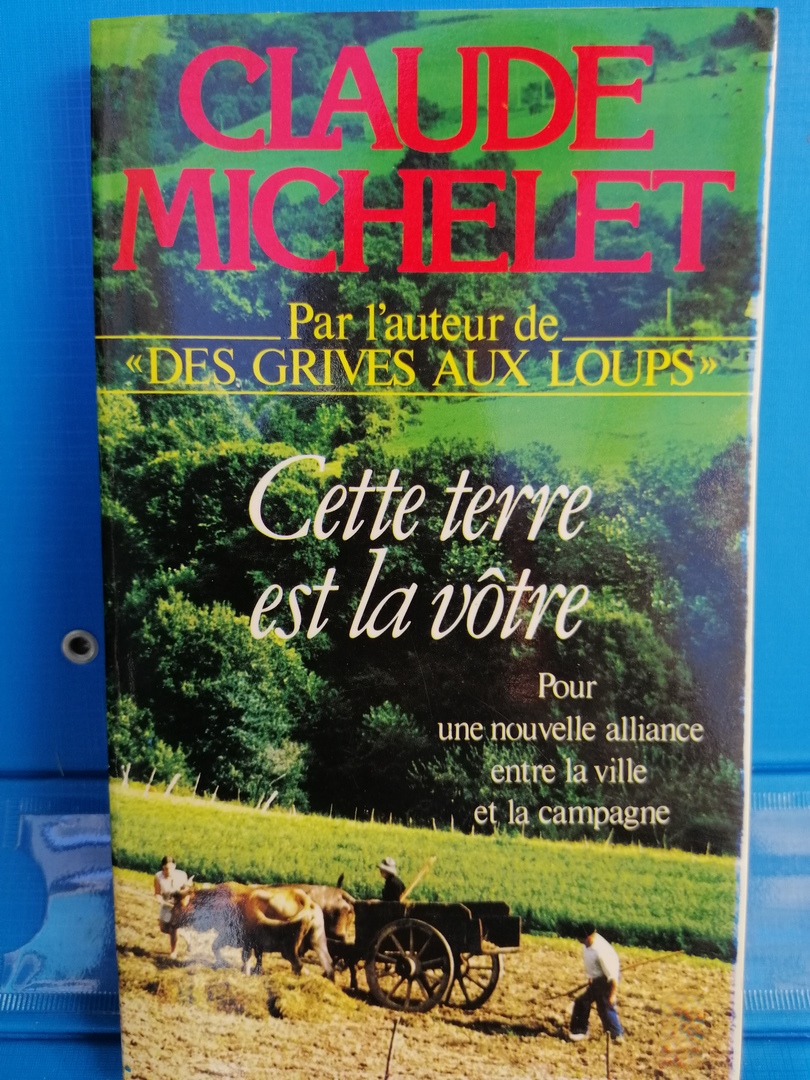 CLAUDE
MICHELET
Par l'auteur de
«DES GRIVES AUX LOUPS»
Cette terre
est la vôtre
Pour
une nouvelle alliance
entre la ville
et la campagne